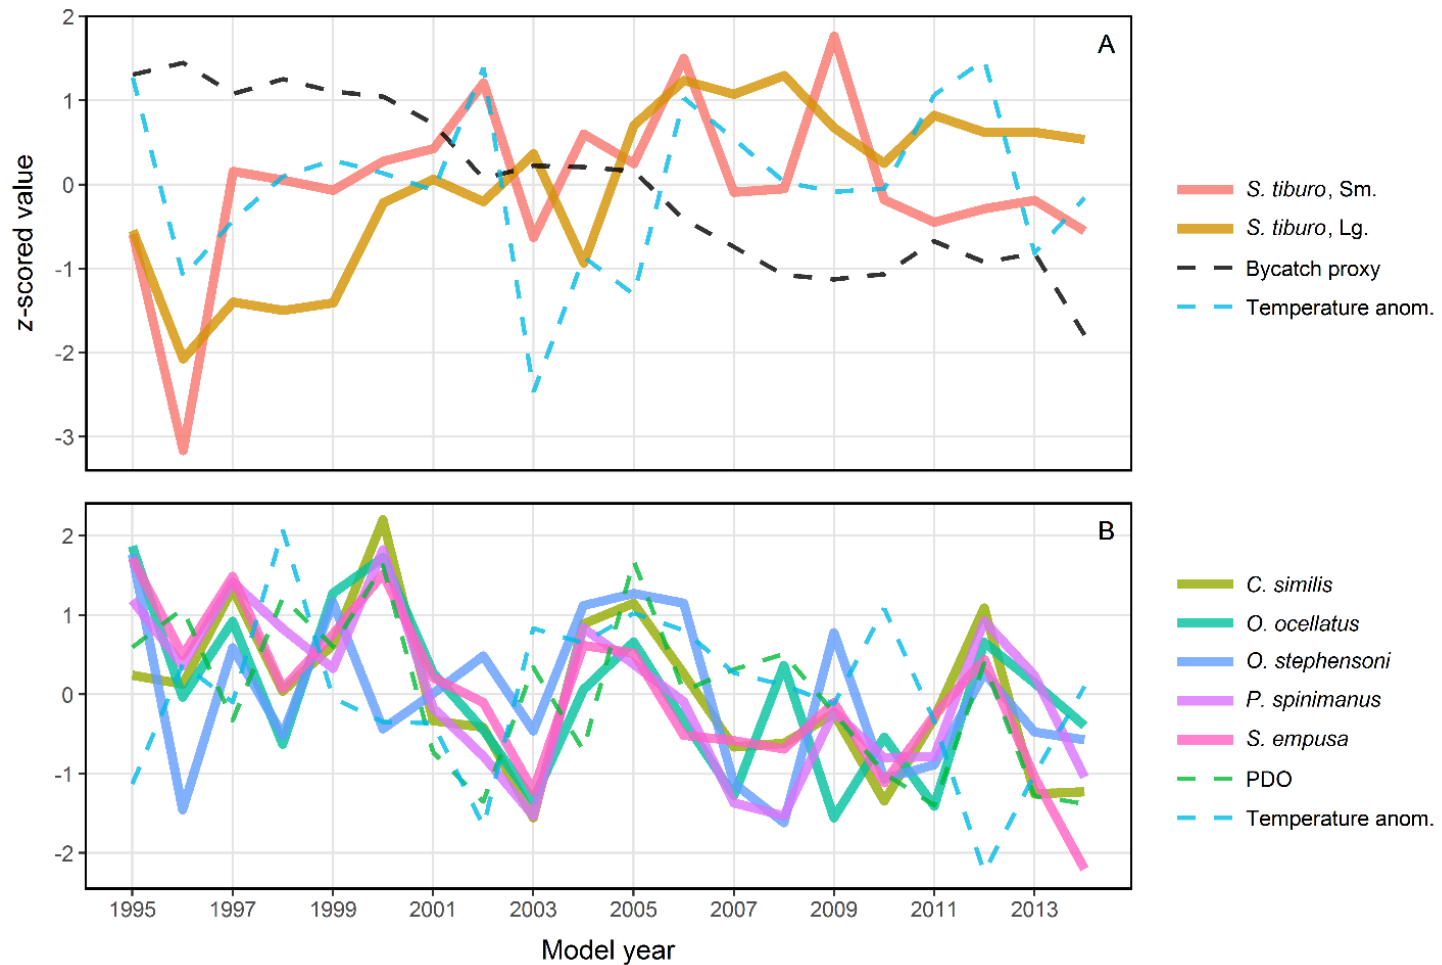 A
2
1
0
-1
-2
-3
z-scored value
S. tiburo, Sm.
S. tiburo, Lg.
Bycatch proxy
Temperature anom.
B
2
1
0
-1
-2
C. similis
O. ocellatus
O. stephensoni
P. spinimanus
S. empusa
PDO
Temperature anom.
1995 1997 1999 2001 2003 2005 2007 2009 2011 2013
Model year